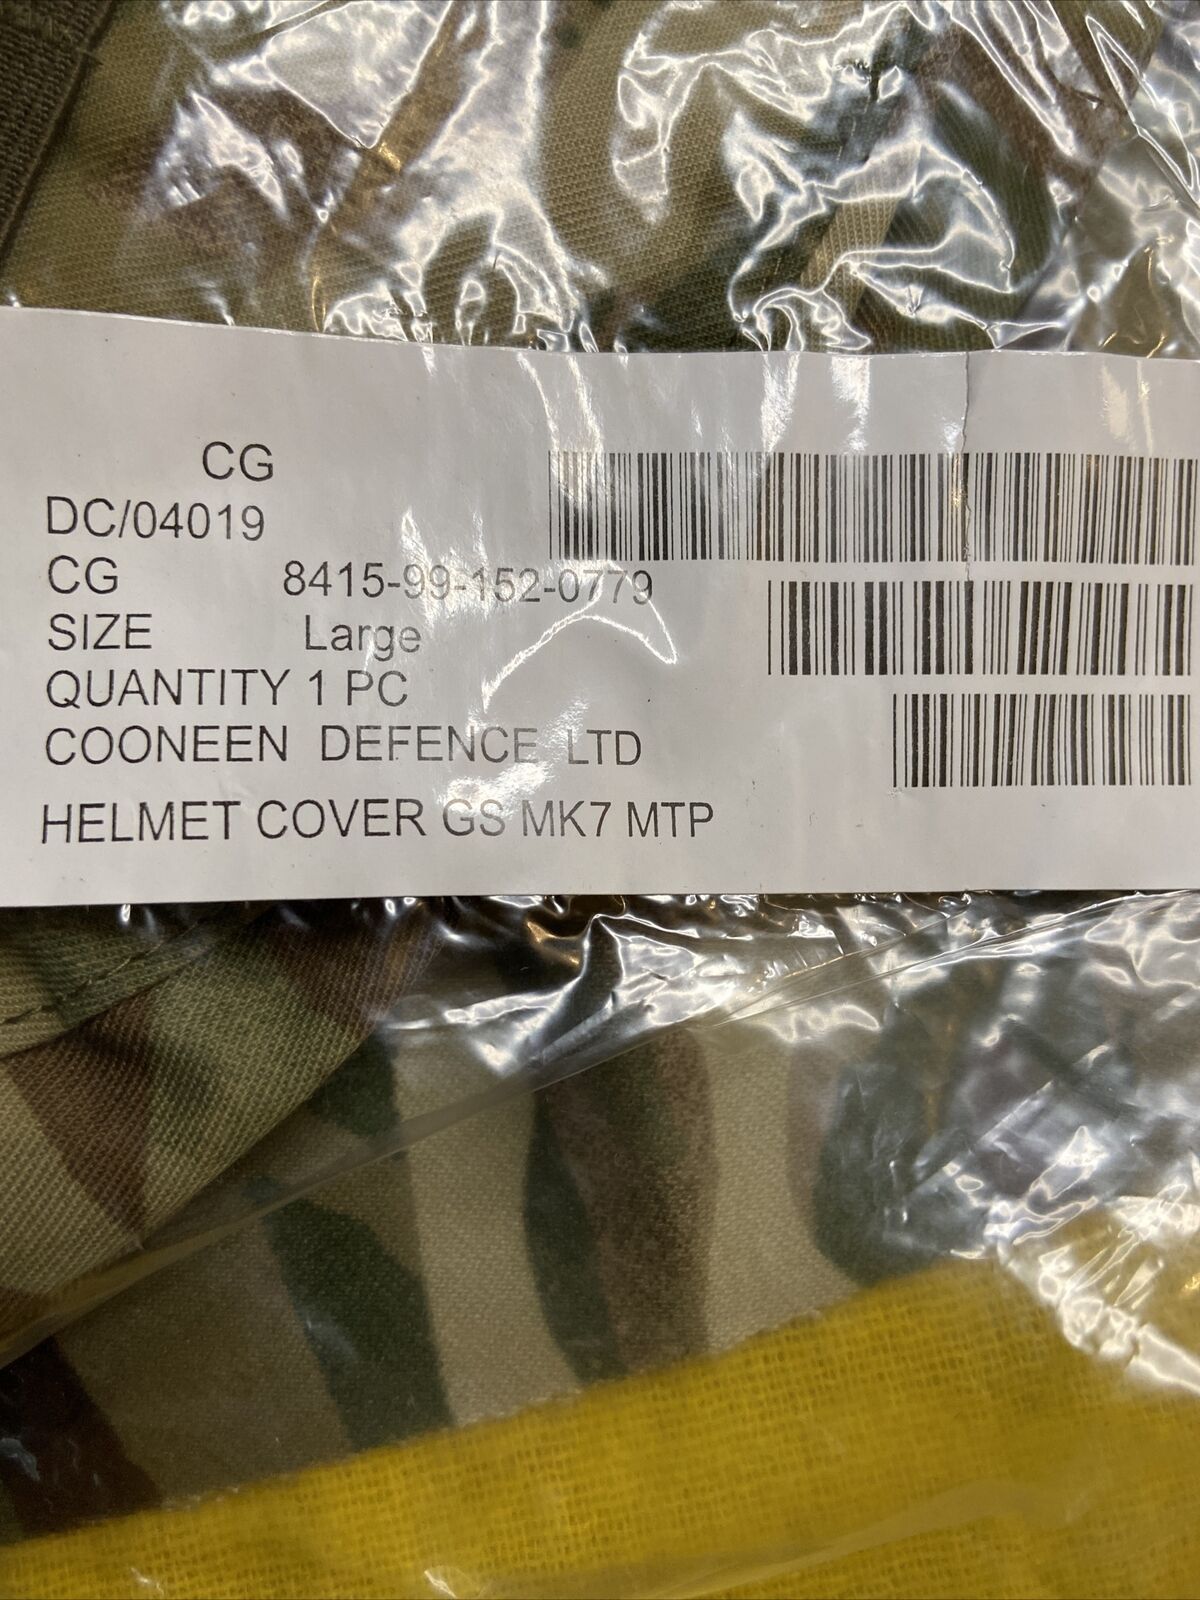 CG
DC/04019
CG 8415-99-152-0779
SIZE Large
QUANTITY 1 PC
COONEEN DEFENCE LTD
HELMET COVER GS MK7 MTP